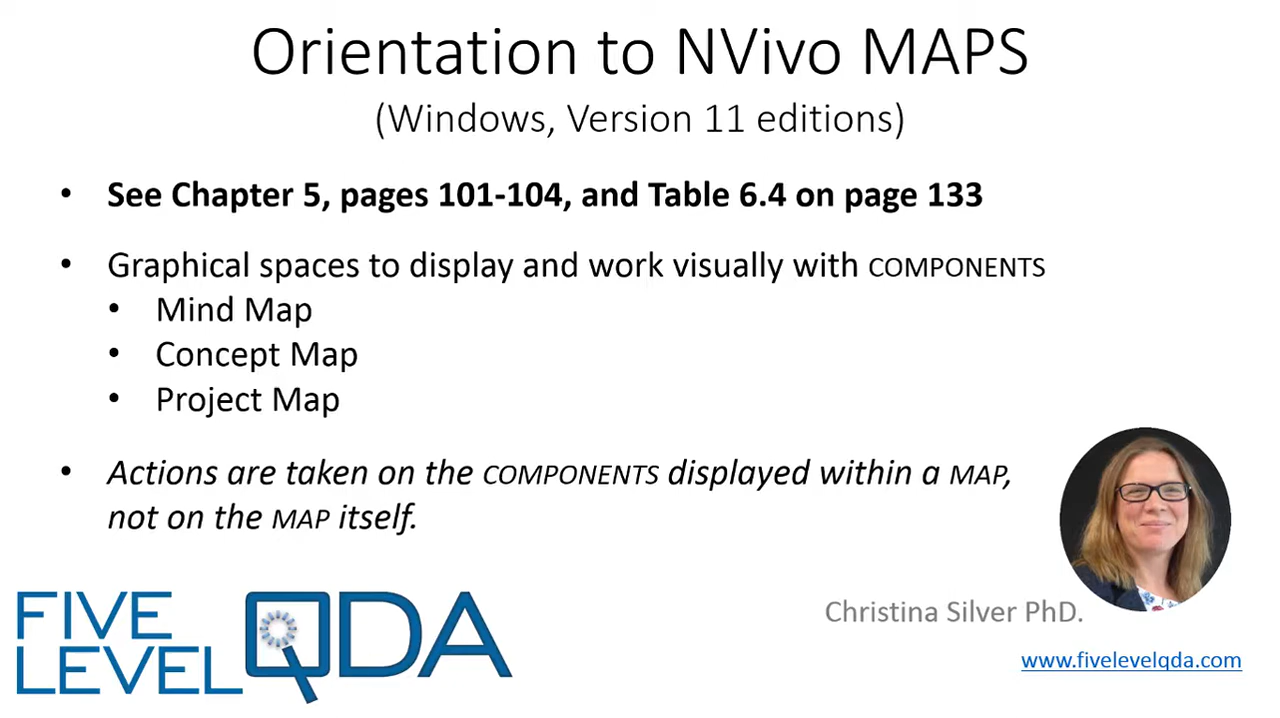 Orientation to NVivo MAPS
(Windows, Version 11 editions)
• See Chapter 5, pages 101-104, and Table 6.4 on page 133
• Graphical spaces to display and work visually with COMPONENTS
• Mind Map
• Concept Map
• Project Map
• Actions are taken on the COMPONENTS displayed within a MAP,
not on the MAP itself.
FIVE
LEVEL
QDA
Christina Silver PhD.
www.fivelevelqda.com